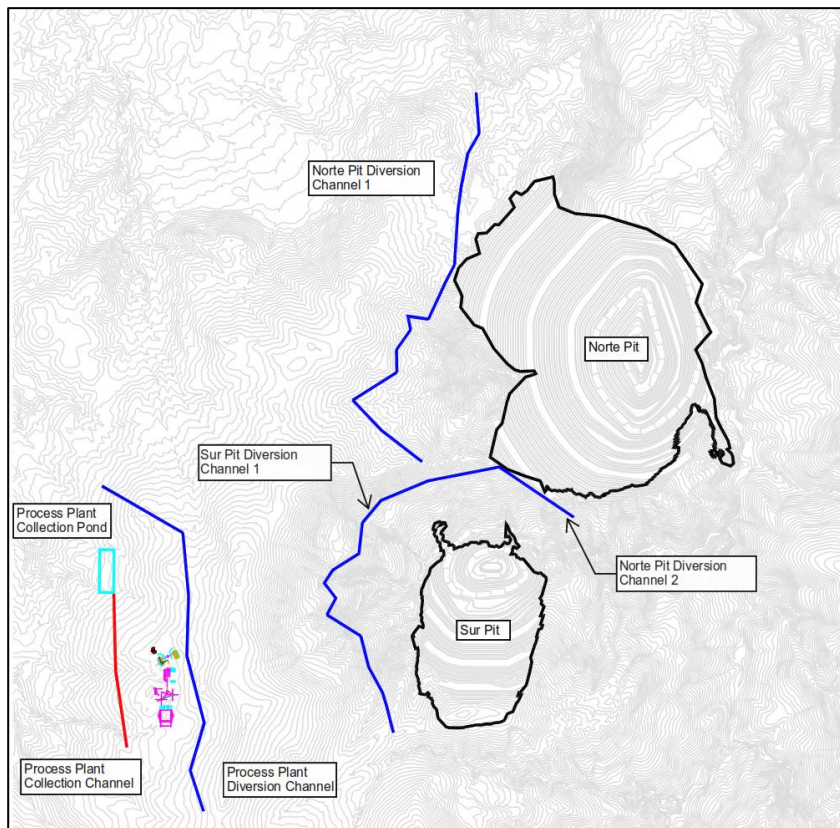 Norte Pit Diversion
Channel 1
Norte Pit
Sur Pit Diversion
Channel 1
Process Plant
Collection Pond
Norte Pit Diversion
Channel 2
Sur Pit
Process Plant
Collection Channel
Process Plant
Diversion Channel